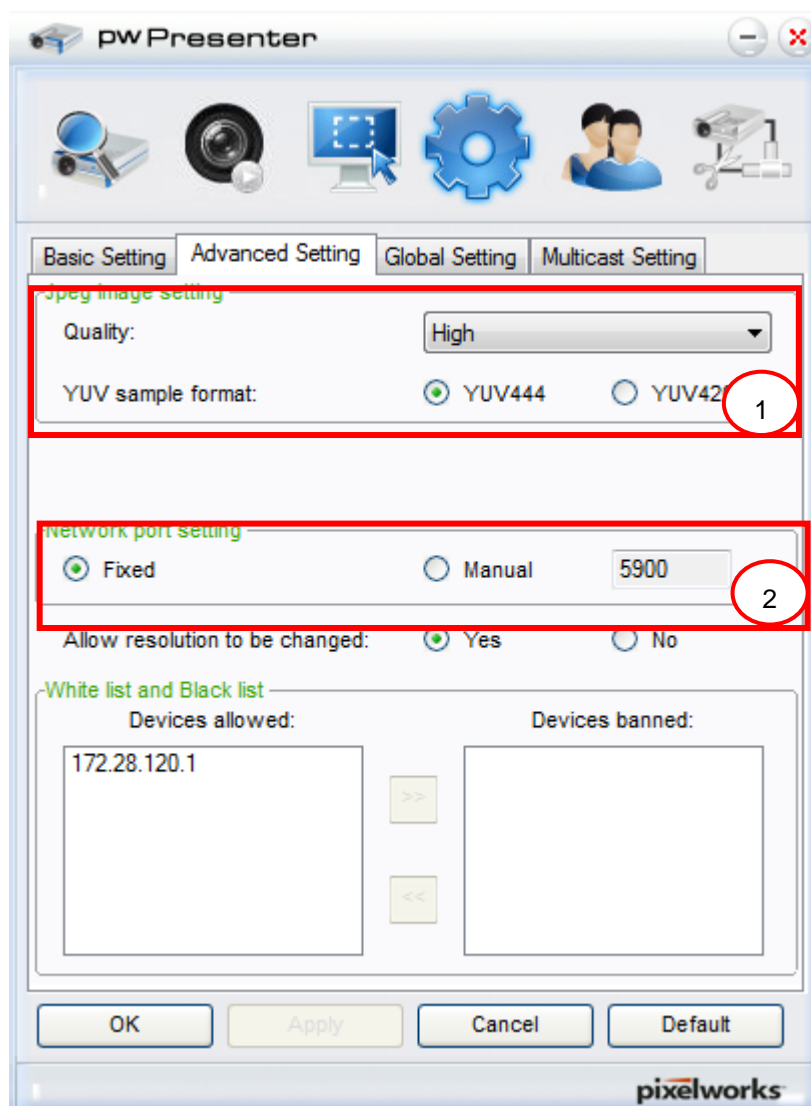 pwPresenter
Basic Setting Advanced Setting Global Setting Multicast Setting
Jpeg image setting
Quality: High
YUV sample format: YUV444 YUV42
1
Network port setting
Fixed Manual 5900
2
Allow resolution to be changed: Yes No
White list and Black list
Devices allowed: Devices banned:
172.28.120.1
>>
<<
OK Apply Cancel Default
pixelworks